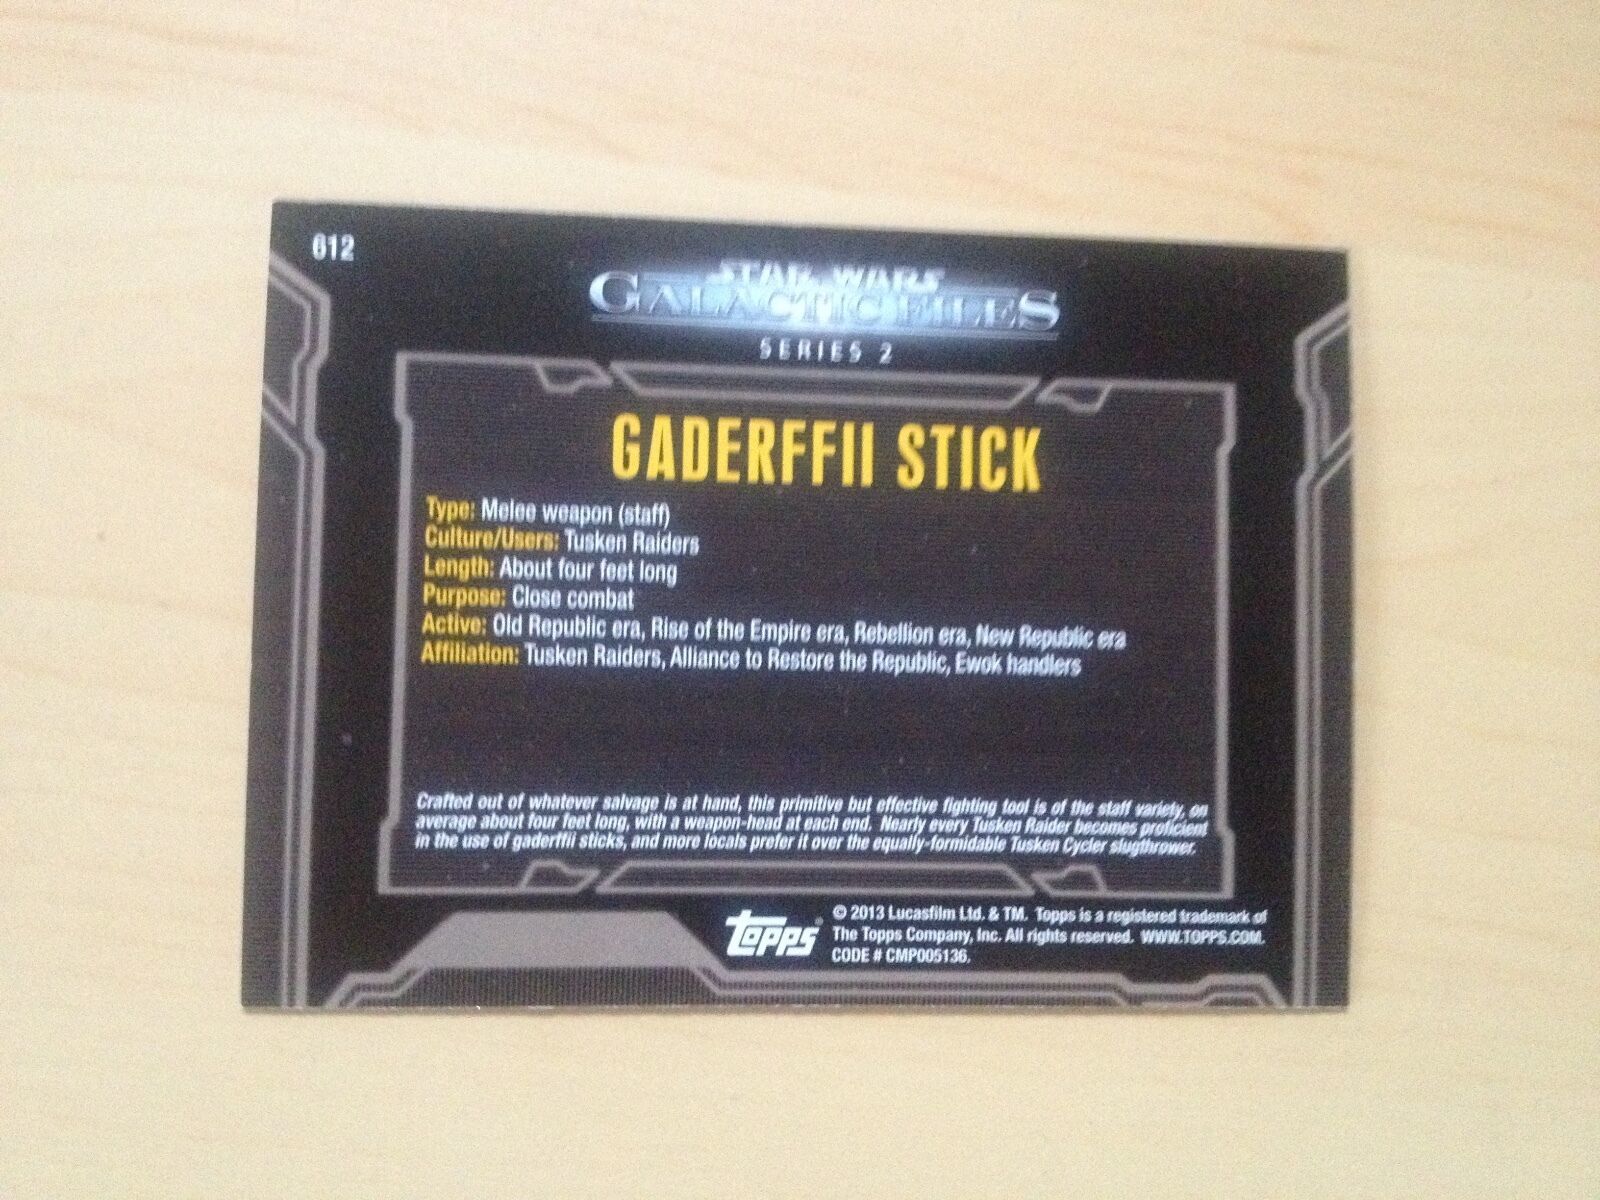 612
STAR WARS
GALACTIC FILES
SERIES 2
GADERFFII STICK
Type: Melee weapon (staff)
Culture/Users: Tusken Raiders
Length: About four feet long
Purpose: Close combat
Active: Old Republic era, Rise of the Empire era, Rebellion era, New Republic era
Affiliation: Tusken Raiders, Alliance to Restore the Republic, Ewok handlers
Crafted out of whatever salvage is at hand, this primitive but effective fighting tool is of the staff variety, on
average about four feet long, with a weapon-head at each end. Nearly every Tusken Raider becomes proficient
in the use of gaderffii sticks, and more locals prefer it over the equally-formidable Tusken Cycler slugthrower.
topps®
© 2013 Lucasfilm Ltd. & TM. Topps is a registered trademark of
The Topps Company, Inc. All rights reserved. WWW.TOPPS.COM.
CODE # CMP005136.